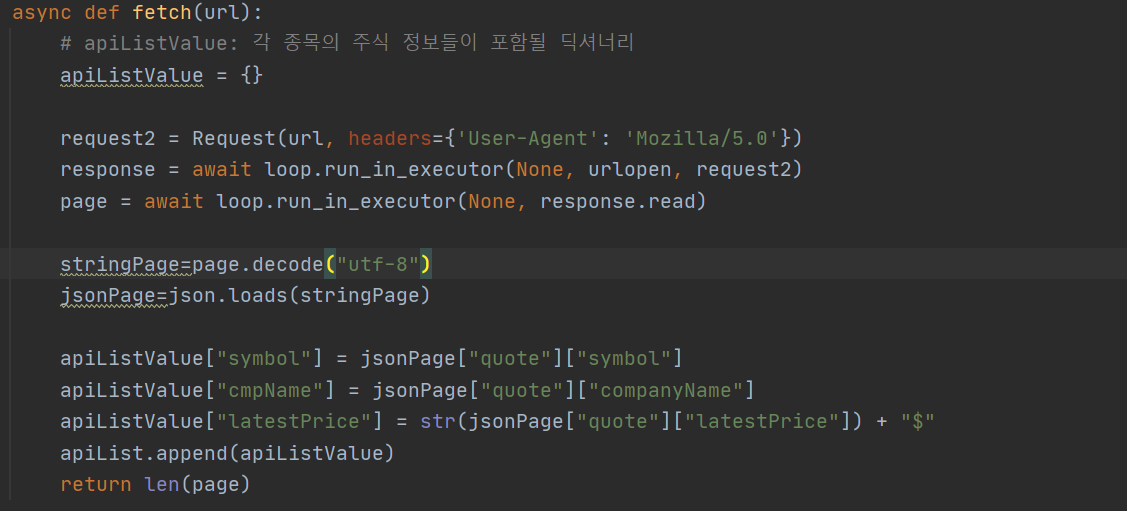 async def fetch(url):
# apiListValue: 각 종목의 주식 정보들이 포함될 딕셔너리
apiListValue = {}
request2 = Request(url, headers={'User-Agent': 'Mozilla/5.0'})
response = await loop.run_in_executor(None, urlopen, request2)
page = await loop.run_in_executor(None, response.read)
stringPage=page.decode("utf-8")
jsonPage=json.loads(stringPage)
apiListValue["symbol"] = jsonPage["quote"]["symbol"]
apiListValue["cmpName"] = jsonPage["quote"]["companyName"]
apiListValue["latestPrice"] = str(jsonPage["quote"]["latestPrice"]) + "$"
apiList.append(apiListValue)
return len(page)